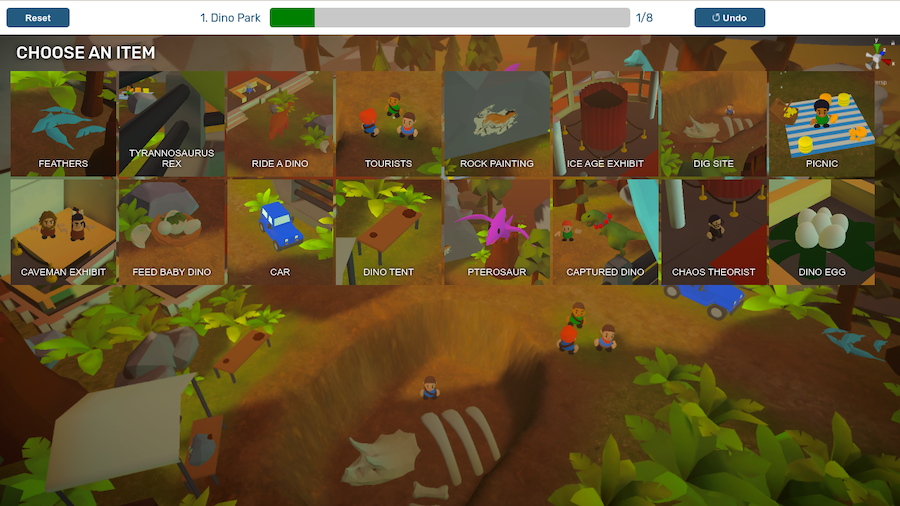 Reset
1. Dino Park
1/8
Undo
CHOOSE AN ITEM
FEATHERS
TYRANNOSAURUS
REX
RIDE A DINO
TOURISTS
ROCK PAINTING
ICE AGE EXHIBIT
DIG SITE
PICNIC
CAVEMAN EXHIBIT
FEED BABY DINO
CAR
DINO TENT
PTEROSAUR
CAPTURED DINO
CHAOS THEORIST
DINO EGG